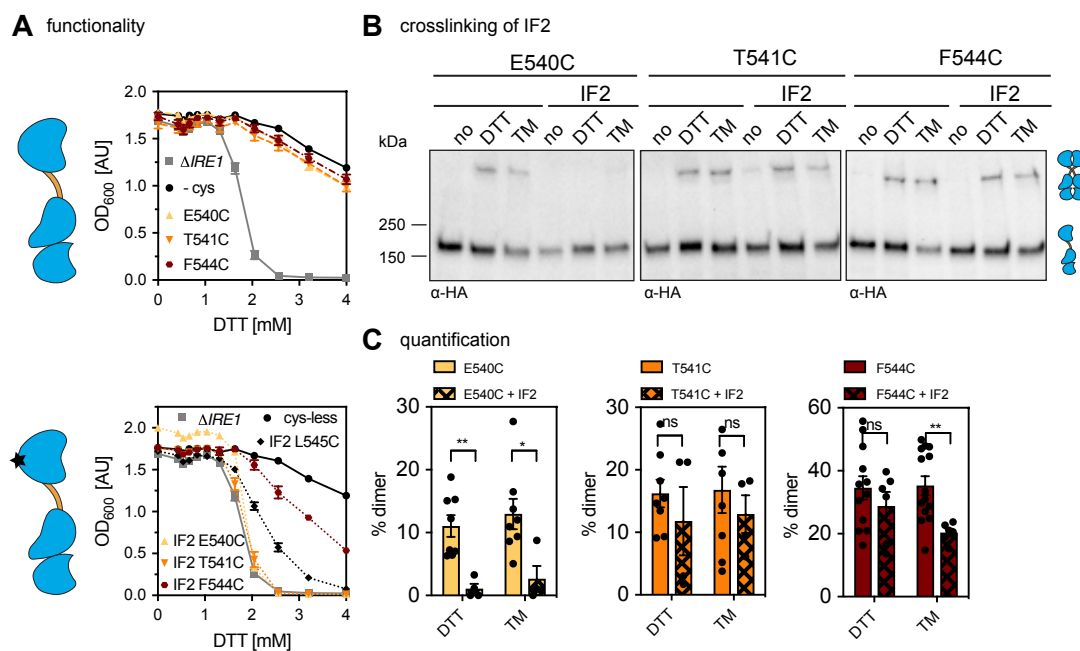 A functionality
2.0
1.5
1.0
0.5
0.0
OD600 [AU]
ΔIRE1
- cys
E540C
T541C
F544C
0 1 2 3 4
DTT [mM]
2.0
1.5
1.0
0.5
0.0
OD600 [AU]
ΔIRE1 cys-less
IF2 L545C
IF2 E540C
IF2 T541C
IF2 F544C
0 1 2 3 4
DTT [mM]
B crosslinking of IF2
E540C T541C F544C
IF2 IF2 IF2
no DTT TM no DTT TM no DTT TM no DTT TM no DTT TM no DTT TM
kDa
250
150
α-HA α-HA α-HA
C quantification
E540C
E540C + IF2
30
20
10
0
% dimer
** *
DTT TM
T541C
T541C + IF2
30
20
10
0
% dimer
ns ns
DTT TM
F544C
F544C + IF2
60
40
20
0
% dimer
ns **
DTT TM